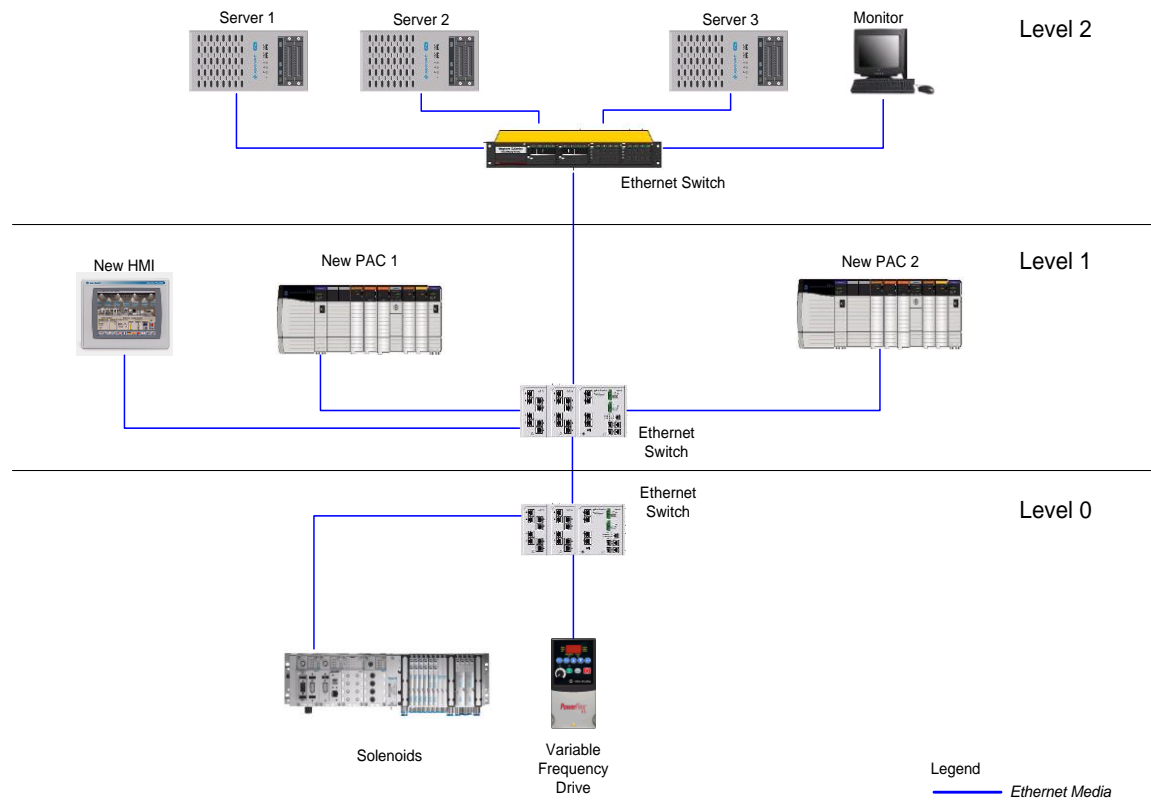 Server 1
Server 2
Server 3
Monitor
Level 2
Ethernet Switch
New HMI
New PAC 1
New PAC 2
Level 1
Ethernet
Switch
Ethernet
Switch
Level 0
PowerFlex
Solenoids
Variable
Frequency
Drive
Legend
Ethernet Media